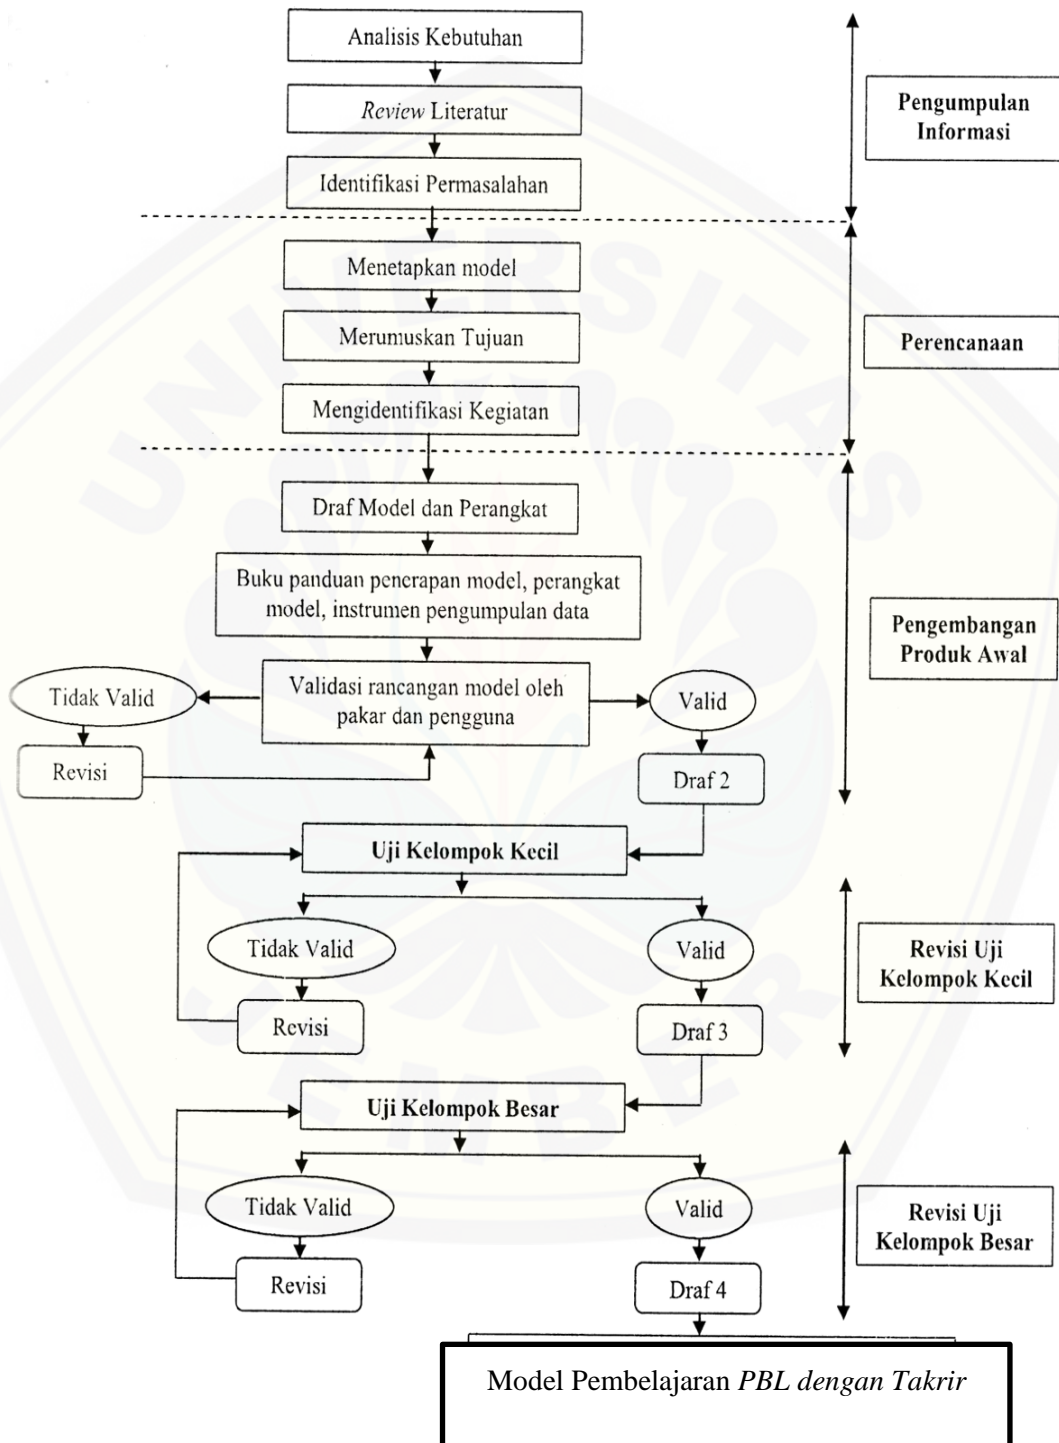 Analisis Kebutuhan
Review Literatur
Identifikasi Permasalahan
Pengumpulan
Informasi
Menetapkan model
Merumuskan Tujuan
Mengidentifikasi Kegiatan
Perencanaan
Draf Model dan Perangkat
Buku panduan penerapan model, perangkat
model, instrumen pengumpulan data
Validasi rancangan model oleh
pakar dan pengguna
Tidak Valid
Revisi
Valid
Draf 2
Pengembangan
Produk Awal
Uji Kelompok Kecil
Tidak Valid
Revisi
Valid
Draf 3
Revisi Uji
Kelompok Kecil
Uji Kelompok Besar
Tidak Valid
Revisi
Valid
Draf 4
Revisi Uji
Kelompok Besar
Model Pembelajaran PBL dengan Takrir
UNIVERSITAS
JEMBER